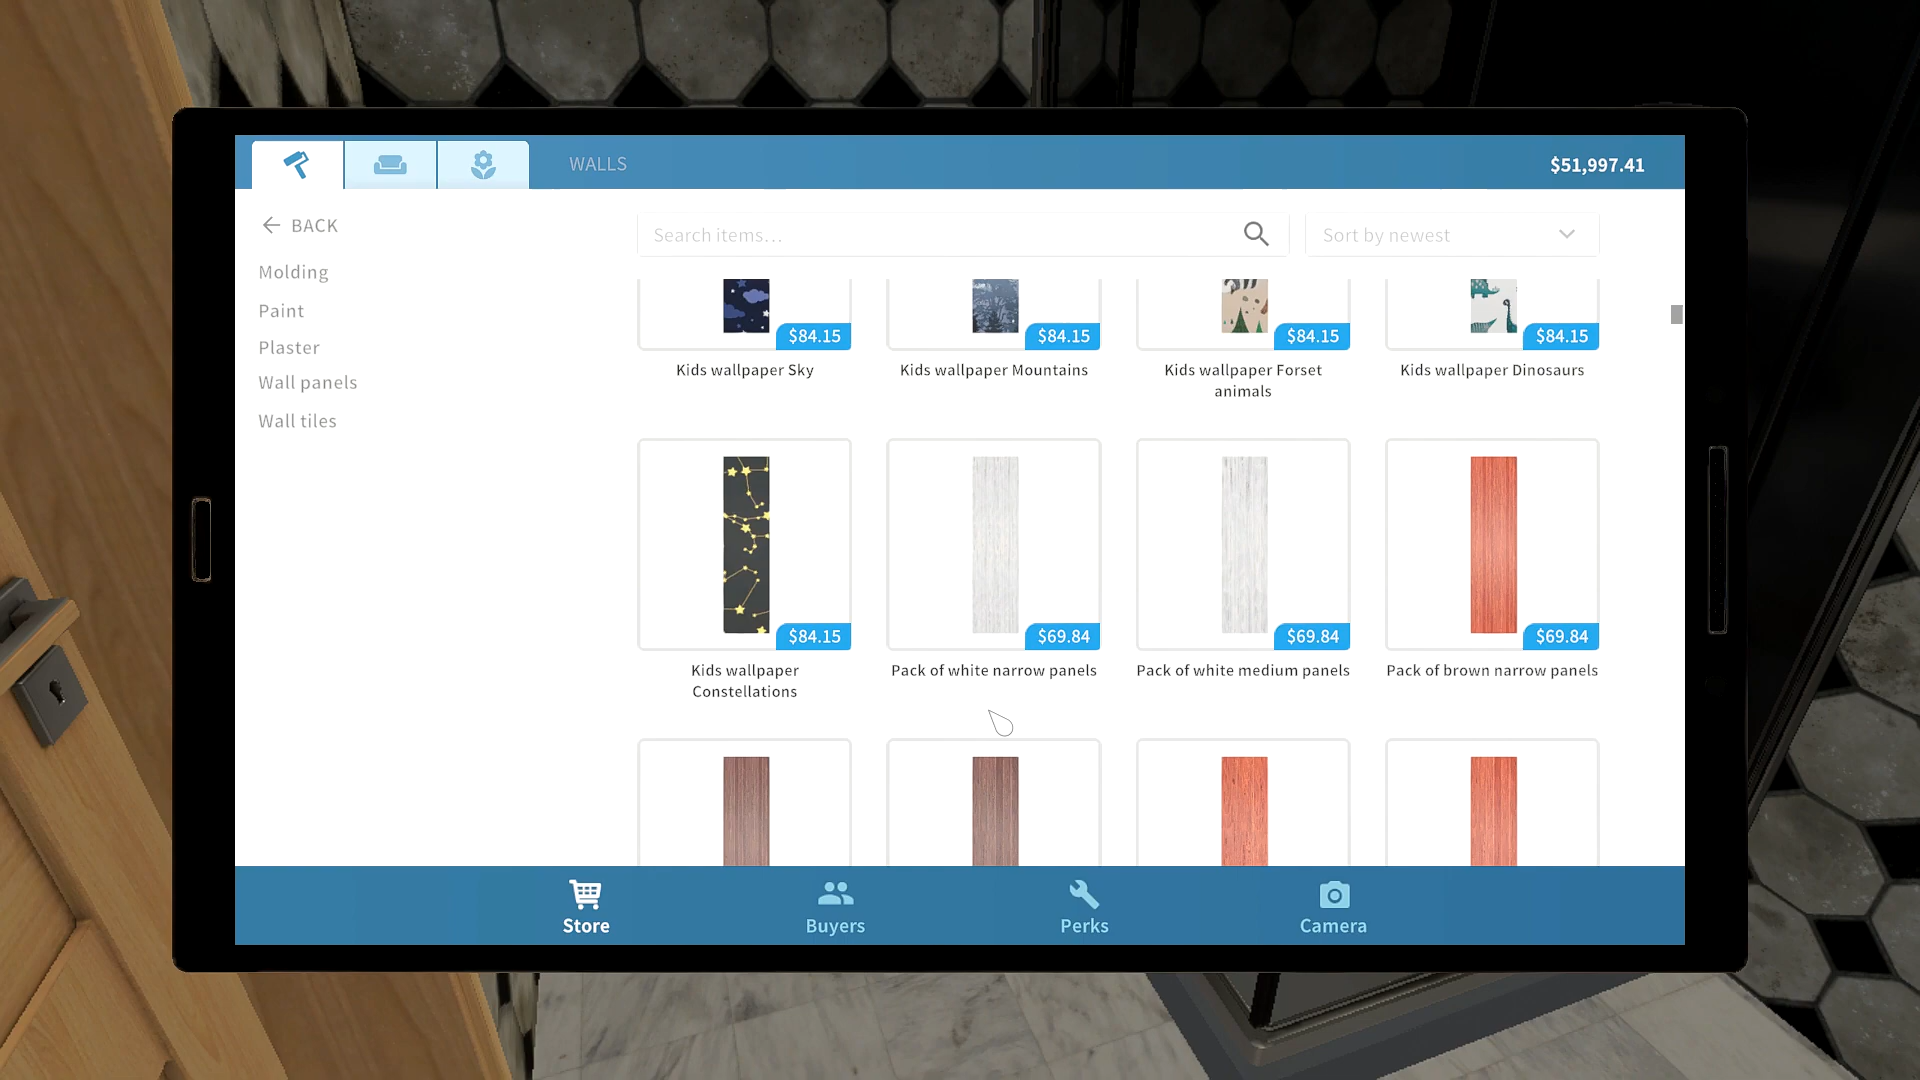 WALLS
$51,997.41
BACK
Search items...
Sort by newest
Molding
Paint
Plaster
Wall panels
Wall tiles
$84.15
$84.15
$84.15
$84.15
Kids wallpaper Sky
Kids wallpaper Mountains
Kids wallpaper Forset
animals
Kids wallpaper Dinosaurs
$84.15
$69.84
$69.84
$69.84
Kids wallpaper
Constellations
Pack of white narrow panels
Pack of white medium panels
Pack of brown narrow panels
Store
Buyers
Perks
Camera